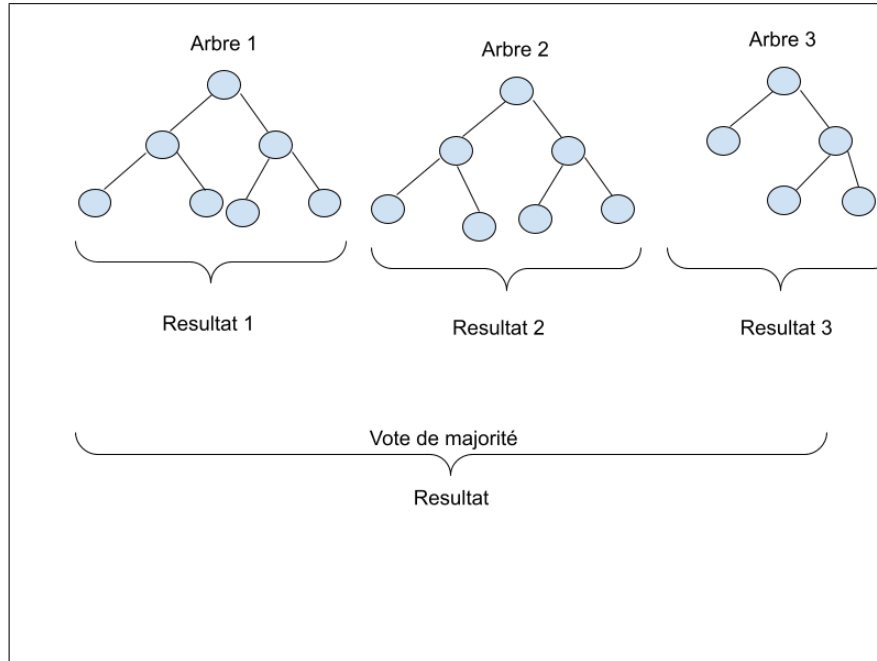 Arbre 1
Arbre 2
Arbre 3
Resultat 1
Resultat 2
Resultat 3
Vote de majorité
Resultat